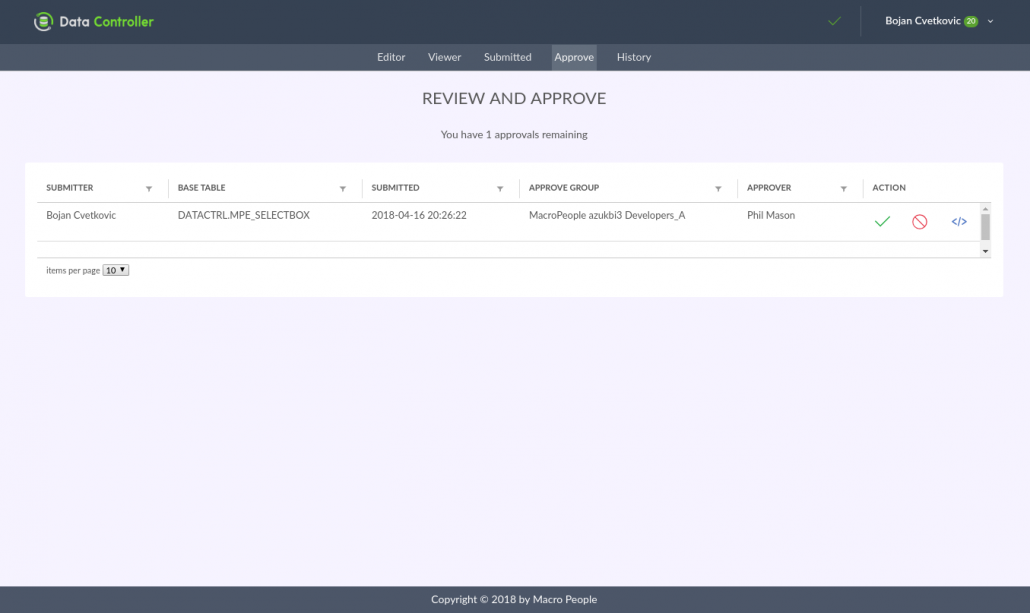 Data Controller
Bojan Cvetkovic 20
Editor Viewer Submitted Approve History
REVIEW AND APPROVE
You have 1 approvals remaining
SUBMITTER BASE TABLE SUBMITTED APPROVE GROUP APPROVER ACTION
Bojan Cvetkovic DATACTRL.MPE_SELECTBOX 2018-04-16 20:26:22 MacroPeople azukbi3 Developers_A Phil Mason </>
items per page 10
Copyright © 2018 by Macro People